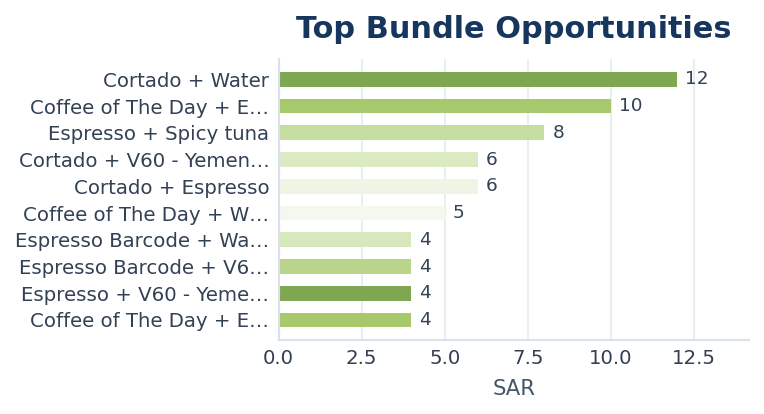 Top Bundle Opportunities
Cortado + Water 12
Coffee of The Day + E... 10
Espresso + Spicy tuna 8
Cortado + V60 - Yemen... 6
Cortado + Espresso 6
Coffee of The Day + W... 5
Espresso Barcode + Wa... 4
Espresso Barcode + V6... 4
Espresso + V60 - Yeme... 4
Coffee of The Day + E... 4
0.0 2.5 5.0 7.5 10.0 12.5
SAR